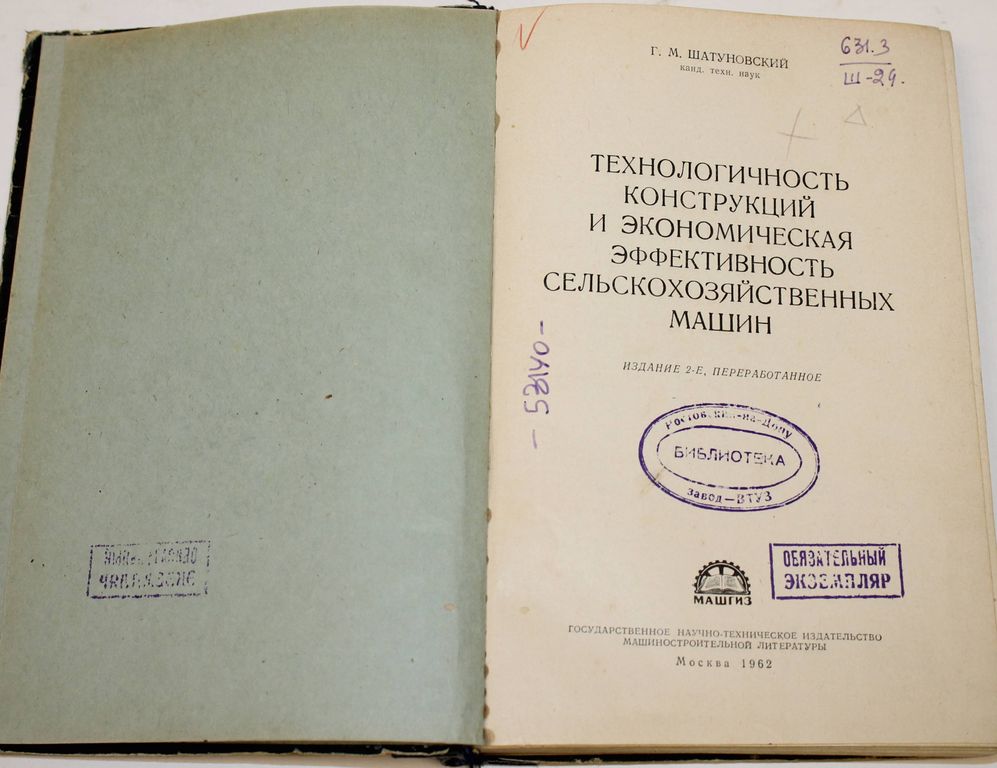 Г. М. ШАТУНОВСКИЙ
канд. техн. наук
631.3
Ш-29.
ТЕХНОЛОГИЧНОСТЬ
КОНСТРУКЦИЙ
И ЭКОНОМИЧЕСКАЯ
ЭФФЕКТИВНОСТЬ
СЕЛЬСКОХОЗЯЙСТВЕННЫХ
МАШИН
ИЗДАНИЕ 2-Е, ПЕРЕРАБОТАННОЕ
БИБЛИОТЕКА
Завод—ВТУЗ
ОБЯЗАТЕЛЬНЫЙ
ЭКЗЕМПЛЯР
МАШГИЗ
ГОСУДАРСТВЕННОЕ НАУЧНО-ТЕХНИЧЕСКОЕ ИЗДАТЕЛЬСТВО
МАШИНОСТРОИТЕЛЬНОЙ ЛИТЕРАТУРЫ
Москва 1962